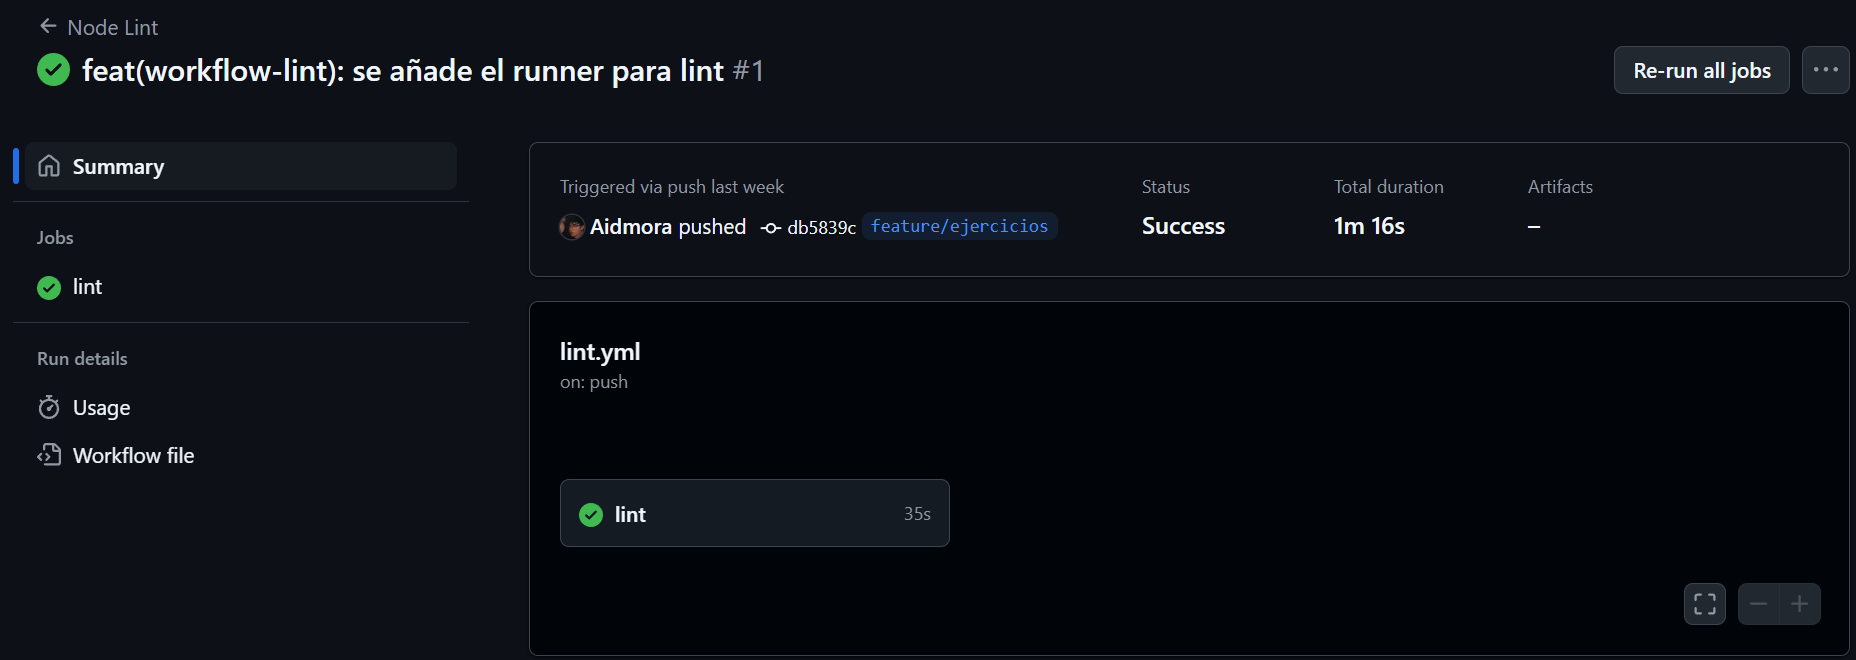 Node Lint
feat(workflow-lint): se añade el runner para lint #1
Re-run all jobs
Summary
Jobs
lint
Run details
Usage
Workflow file
Triggered via push last week
Aidmora pushed db5839c feature/ejercicios
Status
Success
Total duration
1m 16s
Artifacts
–
lint.yml
on: push
lint 35s